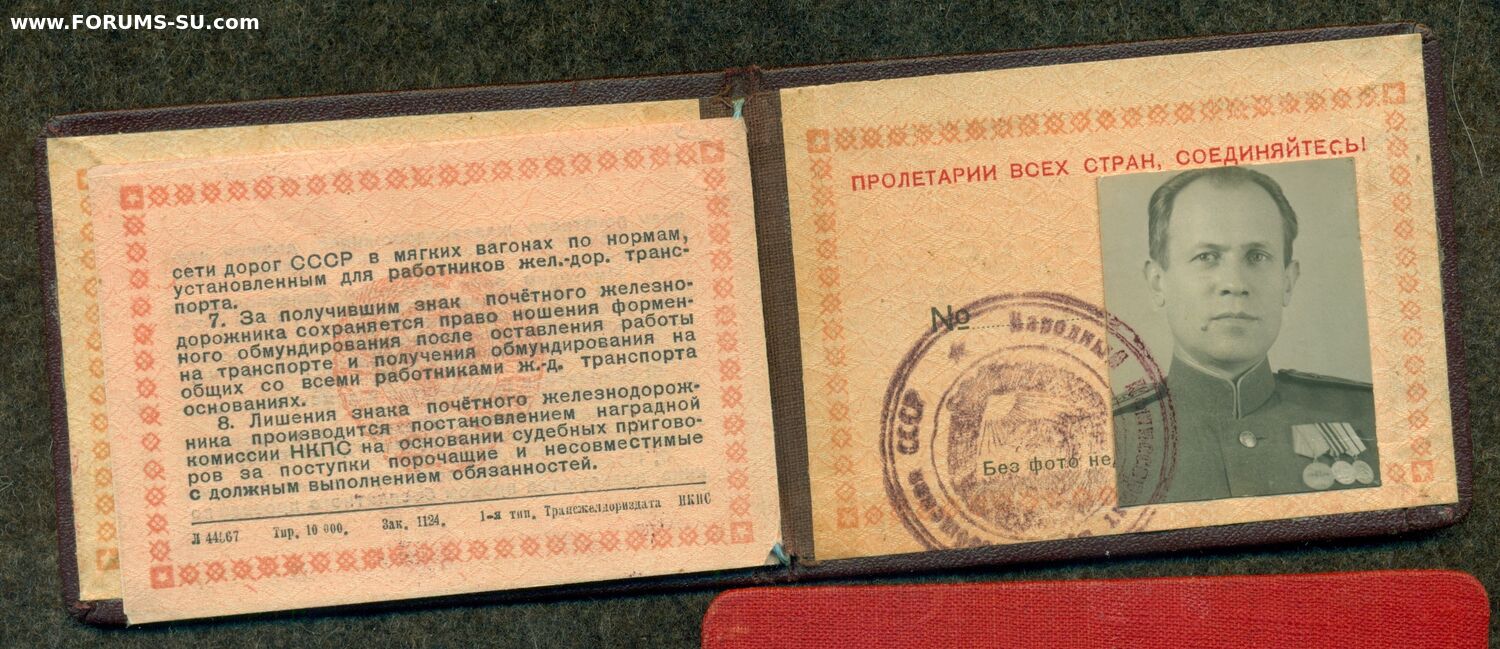 www.FORUMS-SU.com
сети дорог СССР в мягких вагонах по нормам,
установленным для работников жел.-дор. транс-
порта.
7. За получившим знак почётного железно-
дорожника сохраняется право ношения формен-
ного обмундирования после оставления работы
на транспорте и получения обмундирования на
общих со всеми работниками ж.-д. транспорта
основаниях.
8. Лишения знака почётного железнодорож-
ника производится постановлением наградной
комиссии НКПС на основании судебных пригово-
ров за поступки порочащие и несовместимые
с должным выполнением обязанностей.
Тир. 10 000. Зак. 1124. 1-я тип. Трансжелдориздата НКПС
ПРОЛЕТАРИИ ВСЕХ СТРАН, СОЕДИНЯЙТЕСЬ!
№
Народный
СССР
Без фото